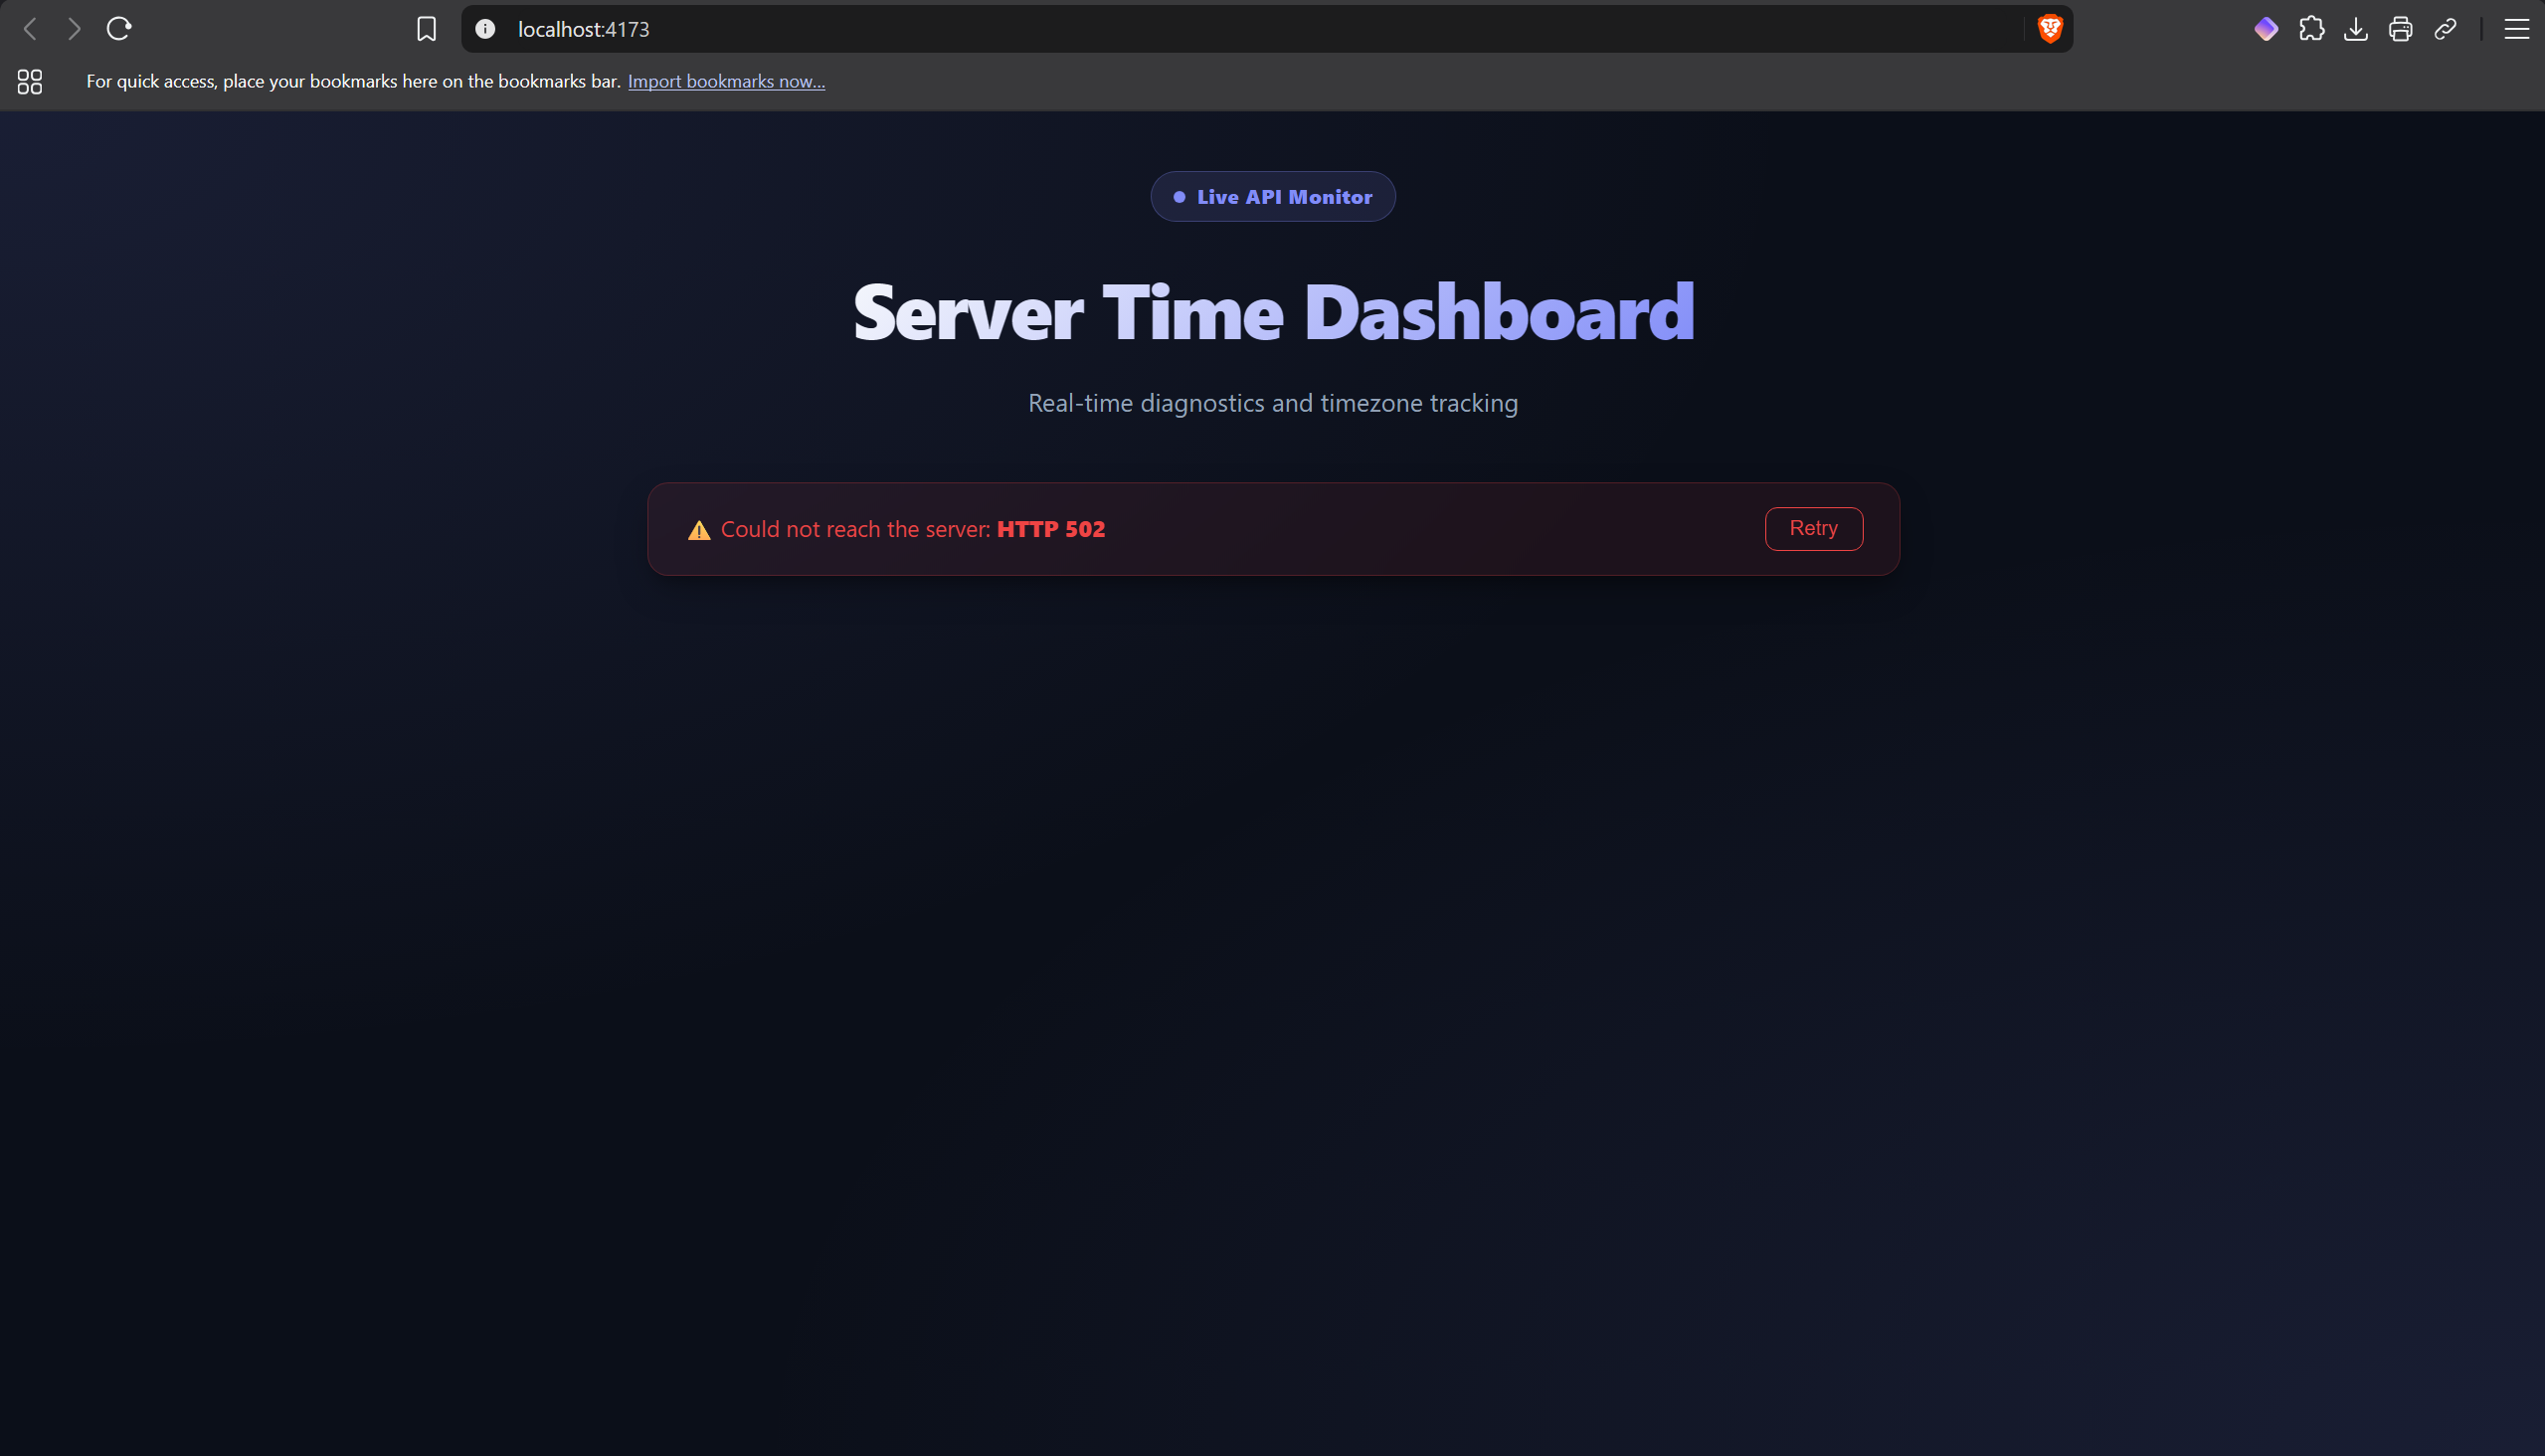 localhost:4173
For quick access, place your bookmarks here on the bookmarks bar. Import bookmarks now...
Live API Monitor
Server Time Dashboard
Real-time diagnostics and timezone tracking
Could not reach the server: HTTP 502
Retry